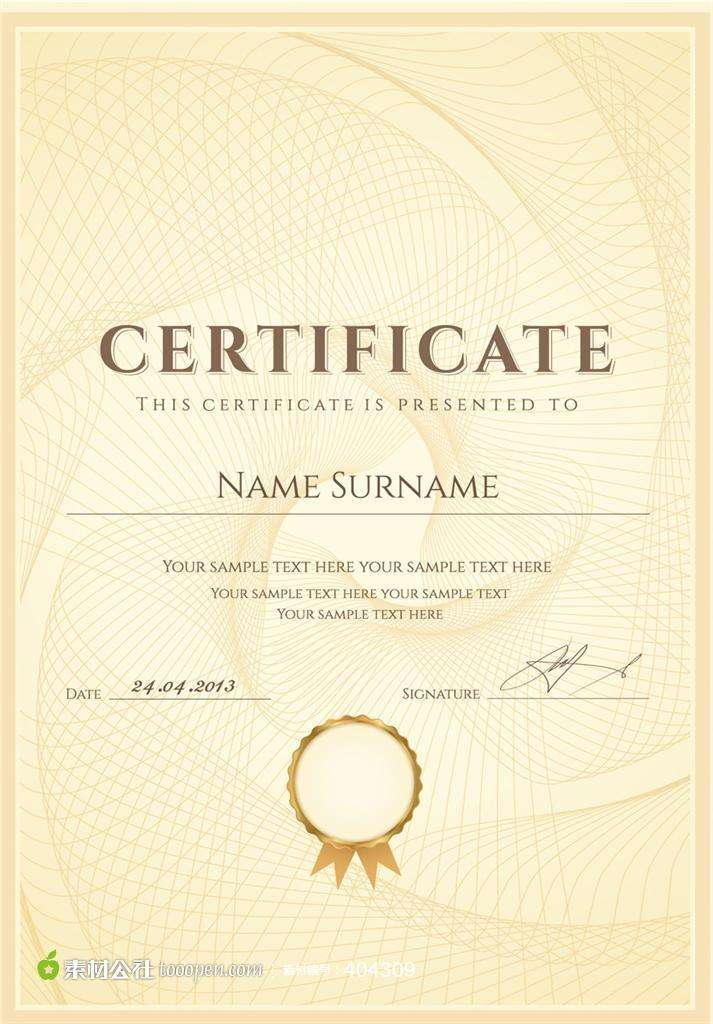 CERTIFICATE
THIS CERTIFICATE IS PRESENTED TO
NAME SURNAME
YOUR SAMPLE TEXT HERE YOUR SAMPLE TEXT HERE
YOUR SAMPLE TEXT HERE YOUR SAMPLE TEXT
YOUR SAMPLE TEXT HERE
DATE 24.04.2013 SIGNATURE
素材公社 tooopen.com 404309